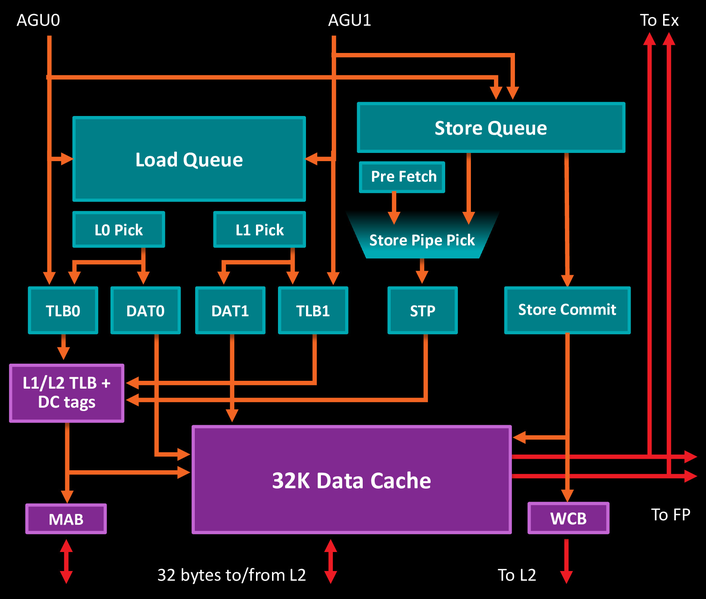 AGU0
AGU1
To Ex
Store Queue
Load Queue
Pre Fetch
L0 Pick
L1 Pick
Store Pipe Pick
TLB0
DAT0
DAT1
TLB1
STP
Store Commit
L1/L2 TLB +
DC tags
32K Data Cache
MAB
WCB
To FP
32 bytes to/from L2
To L2